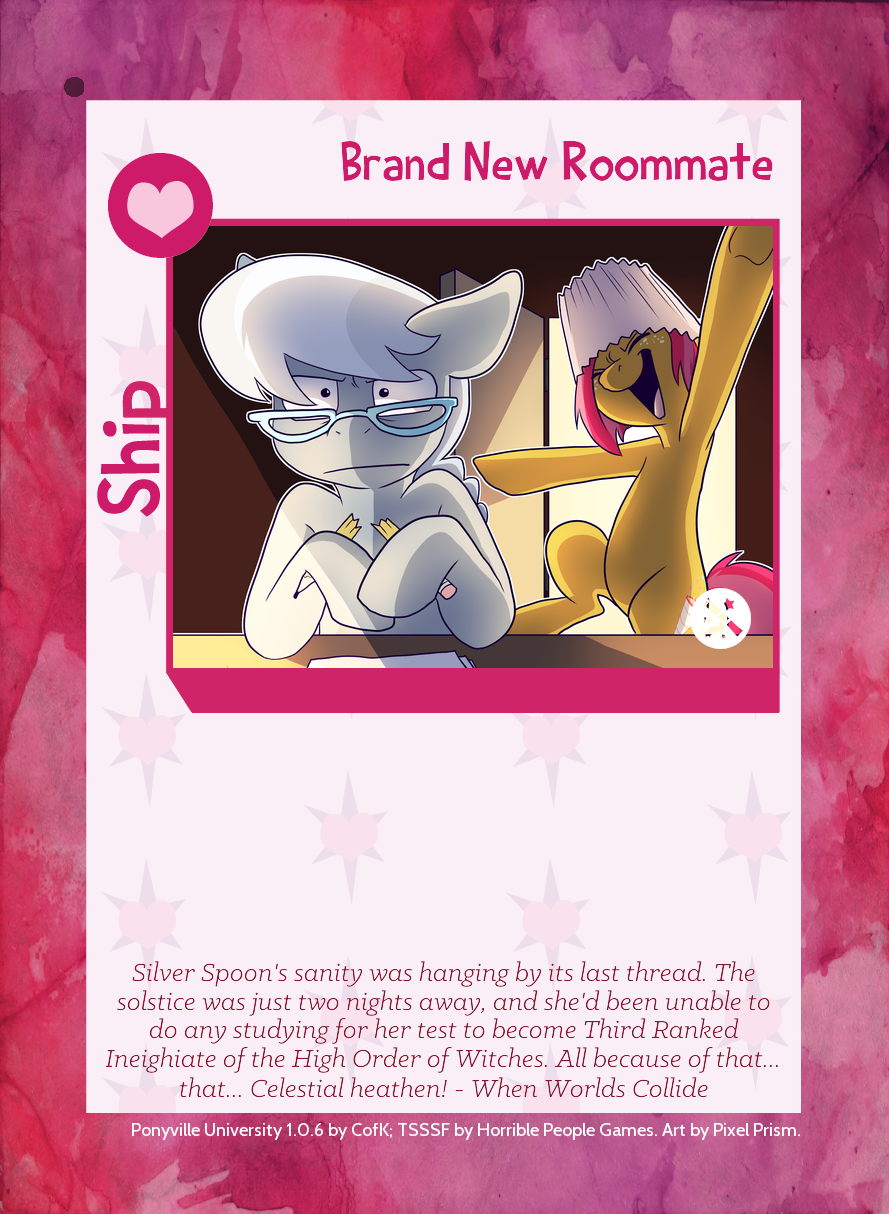 Brand New Roommate
Ship
Silver Spoon's sanity was hanging by its last thread. The
solstice was just two nights away, and she'd been unable to
do any studying for her test to become Third Ranked
Ineighiate of the High Order of Witches. All because of that...
that... Celestial heathen! - When Worlds Collide
Ponyville University 1.0.6 by CofK; TSSSF by Horrible People Games. Art by Pixel Prism.